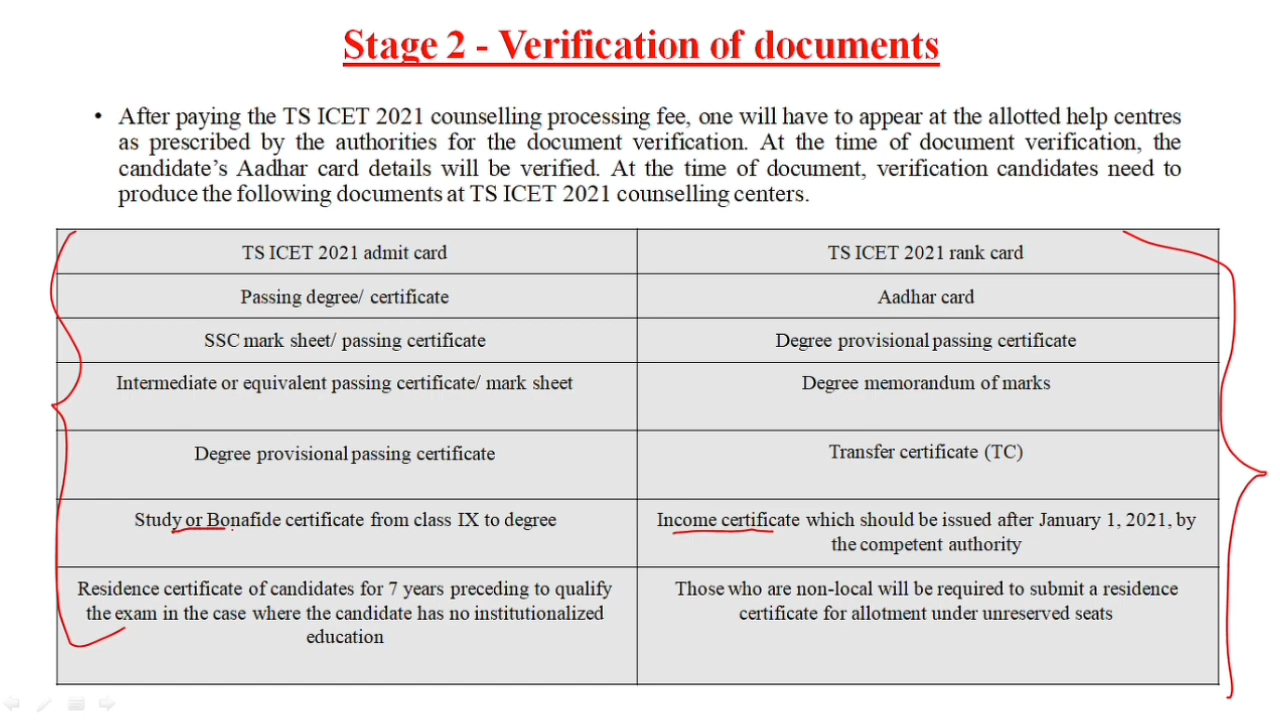 Stage 2 - Verification of documents
• After paying the TS ICET 2021 counselling processing fee, one will have to appear at the allotted help centres
as prescribed by the authorities for the document verification. At the time of document verification, the
candidate's Aadhar card details will be verified. At the time of document, verification candidates need to
produce the following documents at TS ICET 2021 counselling centers.
TS ICET 2021 admit card
TS ICET 2021 rank card
Passing degree/ certificate
Aadhar card
SSC mark sheet/ passing certificate
Degree provisional passing certificate
Intermediate or equivalent passing certificate/ mark sheet
Degree memorandum of marks
Degree provisional passing certificate
Transfer certificate (TC)
Study or Bonafide certificate from class IX to degree
Income certificate which should be issued after January 1, 2021, by
the competent authority
Residence certificate of candidates for 7 years preceding to qualify
the exam in the case where the candidate has no institutionalized
education
Those who are non-local will be required to submit a residence
certificate for allotment under unreserved seats